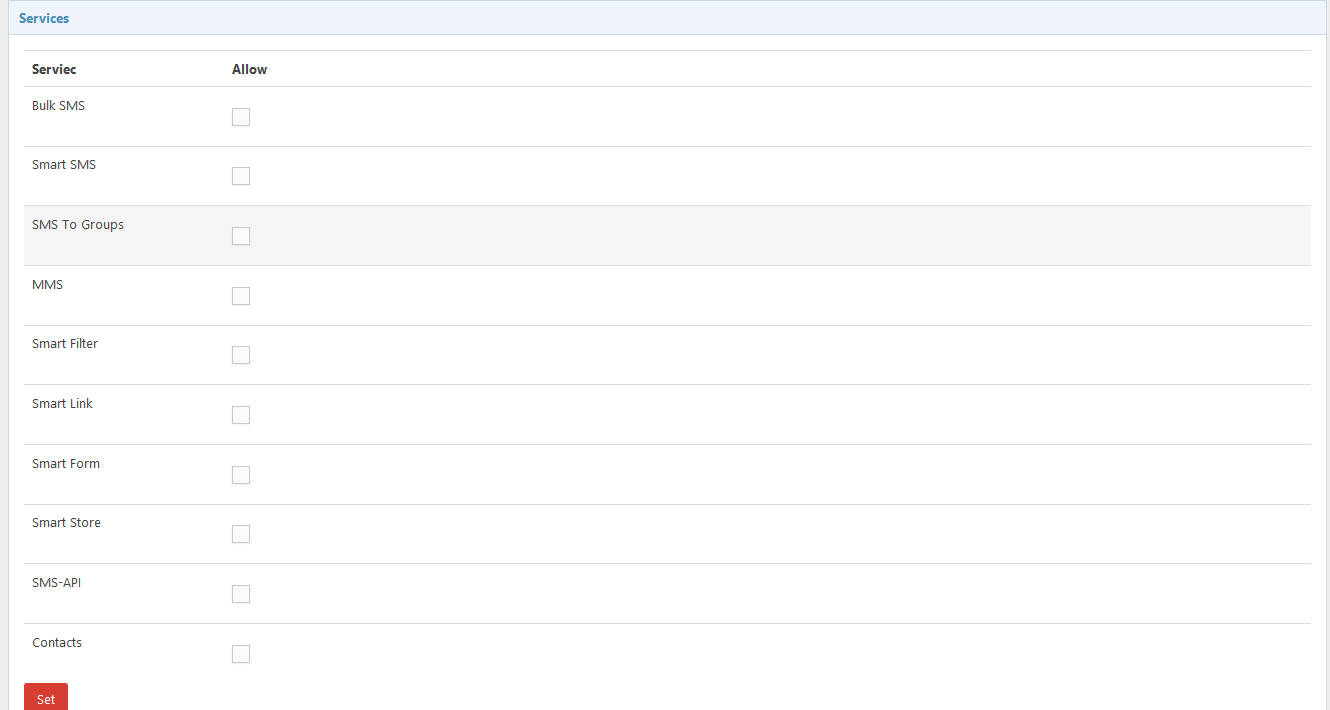 Services
Serviec Allow
Bulk SMS
Smart SMS
SMS To Groups
MMS
Smart Filter
Smart Link
Smart Form
Smart Store
SMS-API
Contacts
Set